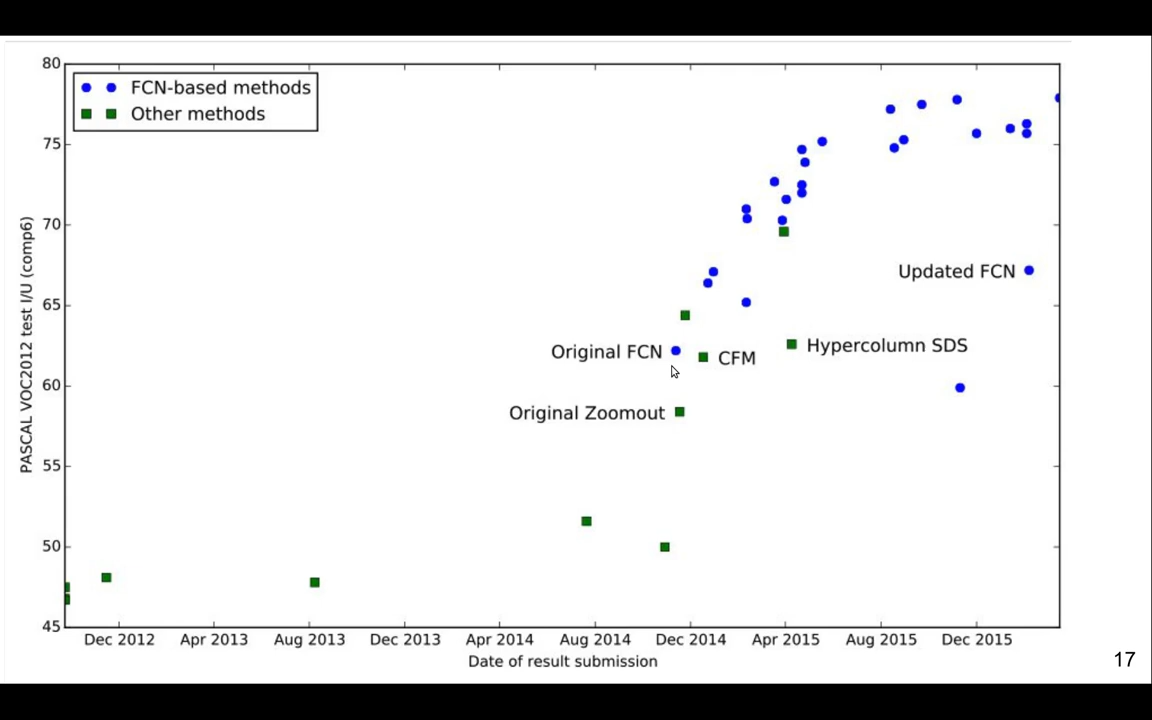 80
FCN-based methods
Other methods
75
70
Updated FCN
65
Original FCN
CFM
Hypercolumn SDS
60
Original Zoomout
55
50
45
PASCAL VOC2012 test I/U (comp6)
Dec 2012 Apr 2013 Aug 2013 Dec 2013 Apr 2014 Aug 2014 Dec 2014 Apr 2015 Aug 2015 Dec 2015
Date of result submission
17